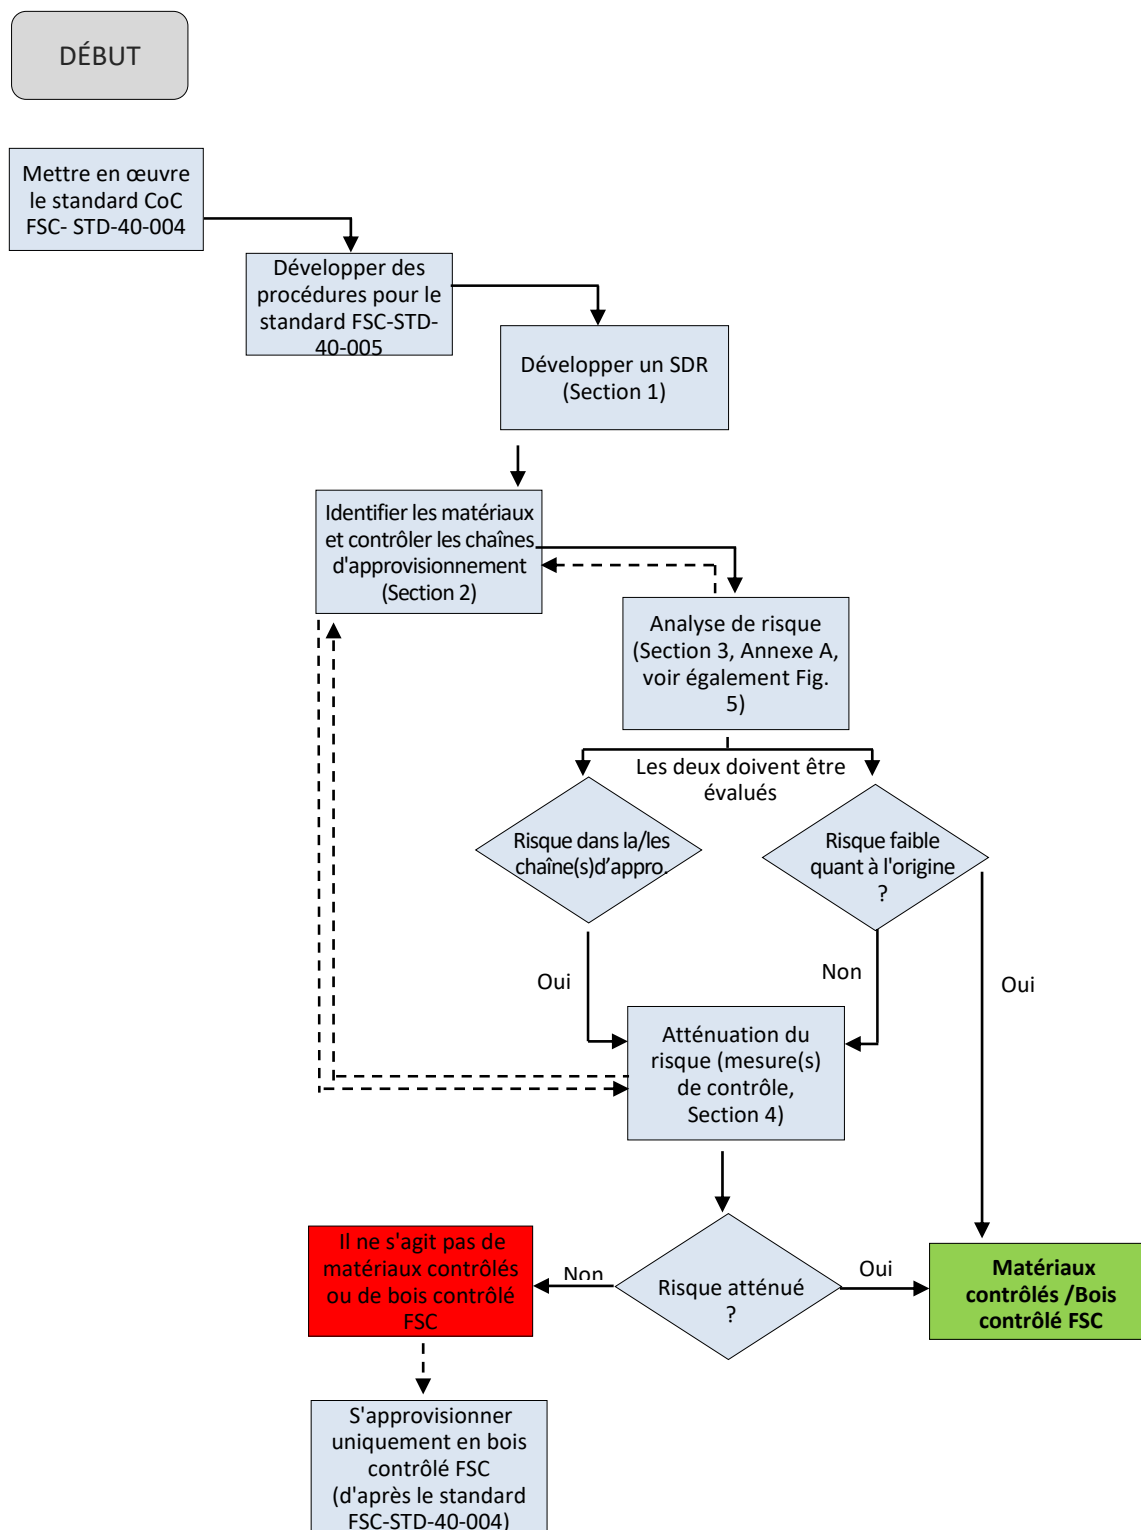 DÉBUT
Mettre en œuvre
le standard CoC
FSC- STD-40-004
Développer des
procédures pour le
standard FSC-STD-
40-005
Développer un SDR
(Section 1)
Identifier les matériaux
et contrôler les chaînes
d'approvisionnement
(Section 2)
Analyse de risque
(Section 3, Annexe A,
voir également Fig.
5)
Les deux doivent être
évalués
Risque dans la/les
chaîne(s)d’appro.
Risque faible
quant à l'origine
?
Oui
Non
Oui
Atténuation du
risque (mesure(s)
de contrôle,
Section 4)
Il ne s'agit pas de
matériaux contrôlés
ou de bois contrôlé
FSC
Non
Risque atténué
?
Oui
Matériaux
contrôlés /Bois
contrôlé FSC
S'approvisionner
uniquement en bois
contrôlé FSC
(d'après le standard
FSC-STD-40-004)